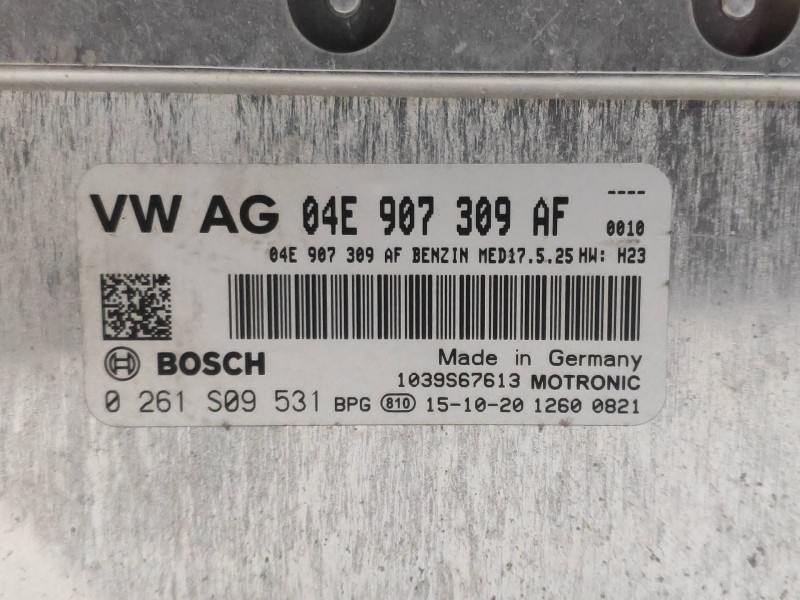 VW AG 04E 907 309 AF ----
0010
04E 907 309 AF BENZIN MED17.5.25 HW: H23
BOSCH Made in Germany
1039S67613 MOTRONIC
0 261 S09 531 BPG 810 15-10-20 1260 0821